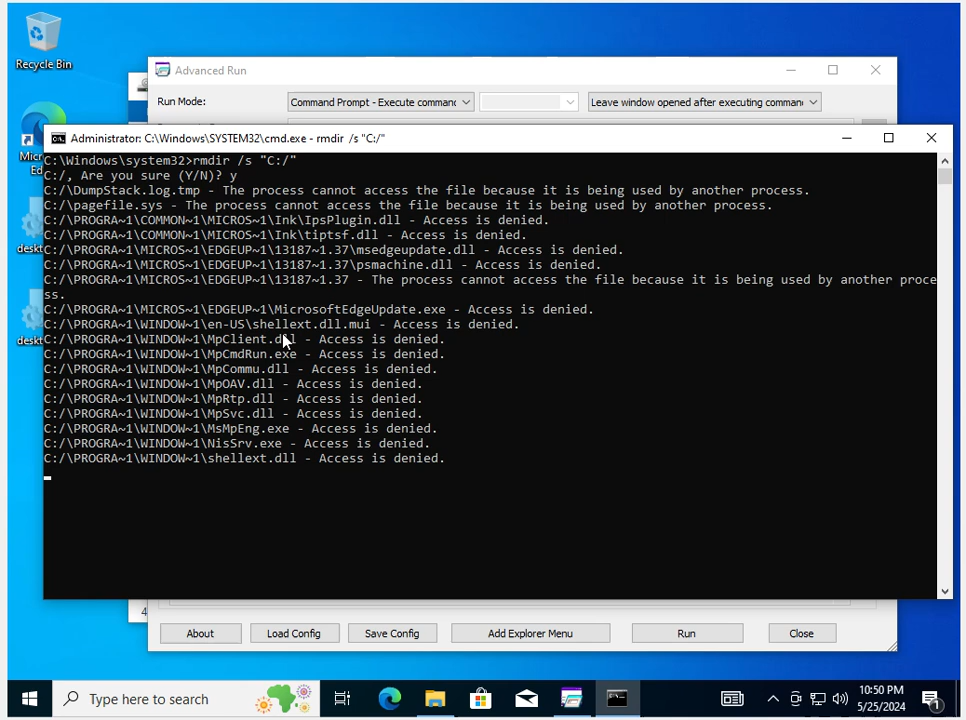 Recycle Bin
Advanced Run
Run Mode:
Command Prompt - Execute command
Leave window opened after executing comman
Administrator: C:\Windows\SYSTEM32\cmd.exe - rmdir /s "C:/"
Micr
Ed
C:\Windows\system32>rmdir /s "C:/"
C:/, Are you sure (Y/N)? y
C:/\DumpStack.log.tmp - The process cannot access the file because it is being used by another process.
C:/\pagefile.sys - The process cannot access the file because it is being used by another process.
C:/\PROGRA~1\COMMON~1\MICROS~1\Ink\IpsPlugin.dll - Access is denied.
C:/\PROGRA~1\COMMON~1\MICROS~1\Ink\tiptsf.dll - Access is denied.
C:/\PROGRA~1\MICROS~1\EDGEUP~1\13187~1.37\msedgeupdate.dll - Access is denied.
C:/\PROGRA~1\MICROS~1\EDGEUP~1\13187~1.37\psmachine.dll - Access is denied.
C:/\PROGRA~1\MICROS~1\EDGEUP~1\13187~1.37 - The process cannot access the file because it is being used by another proce
ss.
C:/\PROGRA~1\MICROS~1\EDGEUP~1\MicrosoftEdgeUpdate.exe - Access is denied.
C:/\PROGRA~1\WINDOW~1\en-US\shellext.dll.mui - Access is denied.
C:/\PROGRA~1\WINDOW~1\MpClient.dll - Access is denied.
C:/\PROGRA~1\WINDOW~1\MpCmdRun.exe - Access is denied.
C:/\PROGRA~1\WINDOW~1\MpCommu.dll - Access is denied.
C:/\PROGRA~1\WINDOW~1\MpOAV.dll - Access is denied.
C:/\PROGRA~1\WINDOW~1\MpRtp.dll - Access is denied.
C:/\PROGRA~1\WINDOW~1\MpSvc.dll - Access is denied.
C:/\PROGRA~1\WINDOW~1\MsMpEng.exe - Access is denied.
C:/\PROGRA~1\WINDOW~1\NisSrv.exe - Access is denied.
C:/\PROGRA~1\WINDOW~1\shellext.dll - Access is denied.
deskt
deskt
4
About
Load Config
Save Config
Add Explorer Menu
Run
Close
Type here to search
10:50 PM
5/25/2024
1